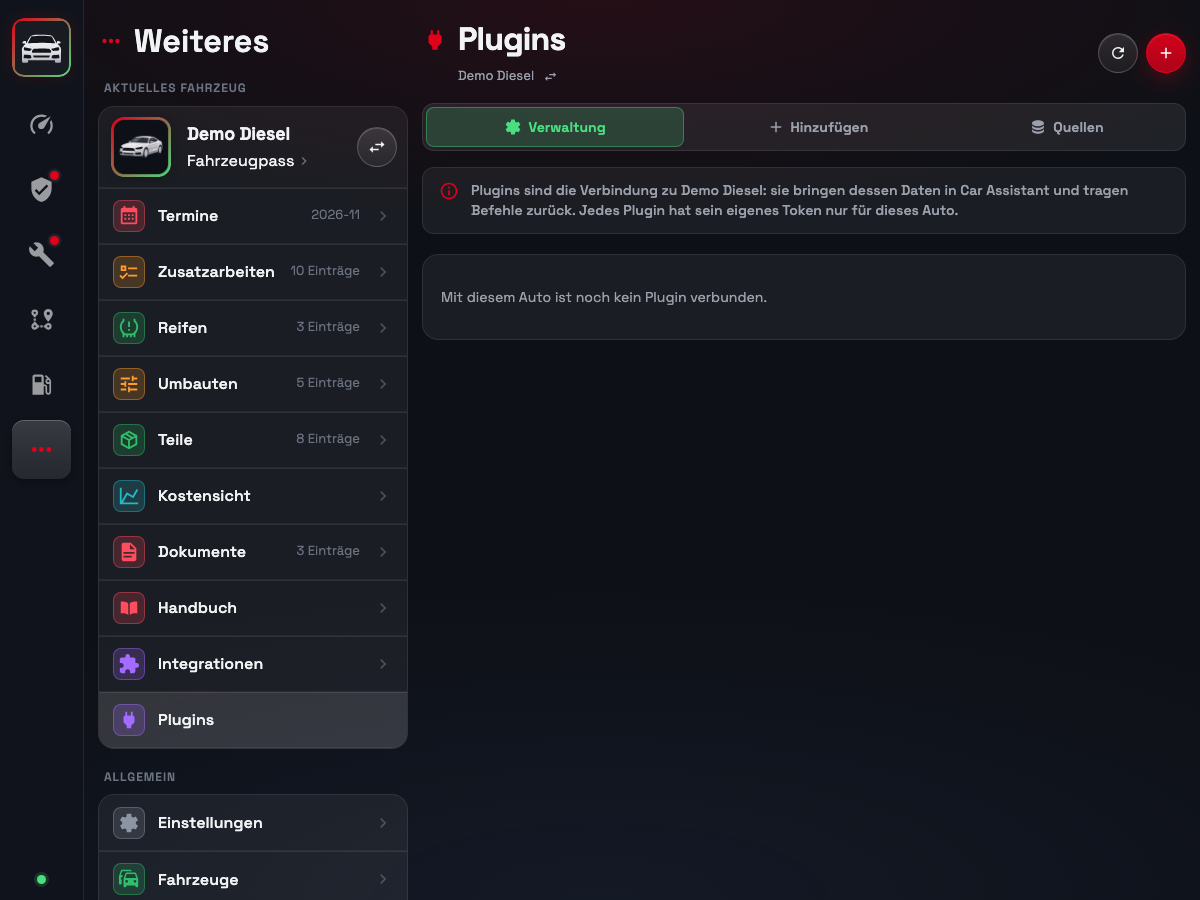 Weiteres
AKTUELLES FAHRZEUG
Demo Diesel
Fahrzeugpass
Termine 2026-11
Zusatzarbeiten 10 Einträge
Reifen 3 Einträge
Umbauten 5 Einträge
Teile 8 Einträge
Kostensicht
Dokumente 3 Einträge
Handbuch
Integrationen
Plugins
ALLGEMEIN
Einstellungen
Fahrzeuge
Plugins
Demo Diesel
Verwaltung Hinzufügen Quellen
Plugins sind die Verbindung zu Demo Diesel: sie bringen dessen Daten in Car Assistant und tragen
Befehle zurück. Jedes Plugin hat sein eigenes Token nur für dieses Auto.
Mit diesem Auto ist noch kein Plugin verbunden.